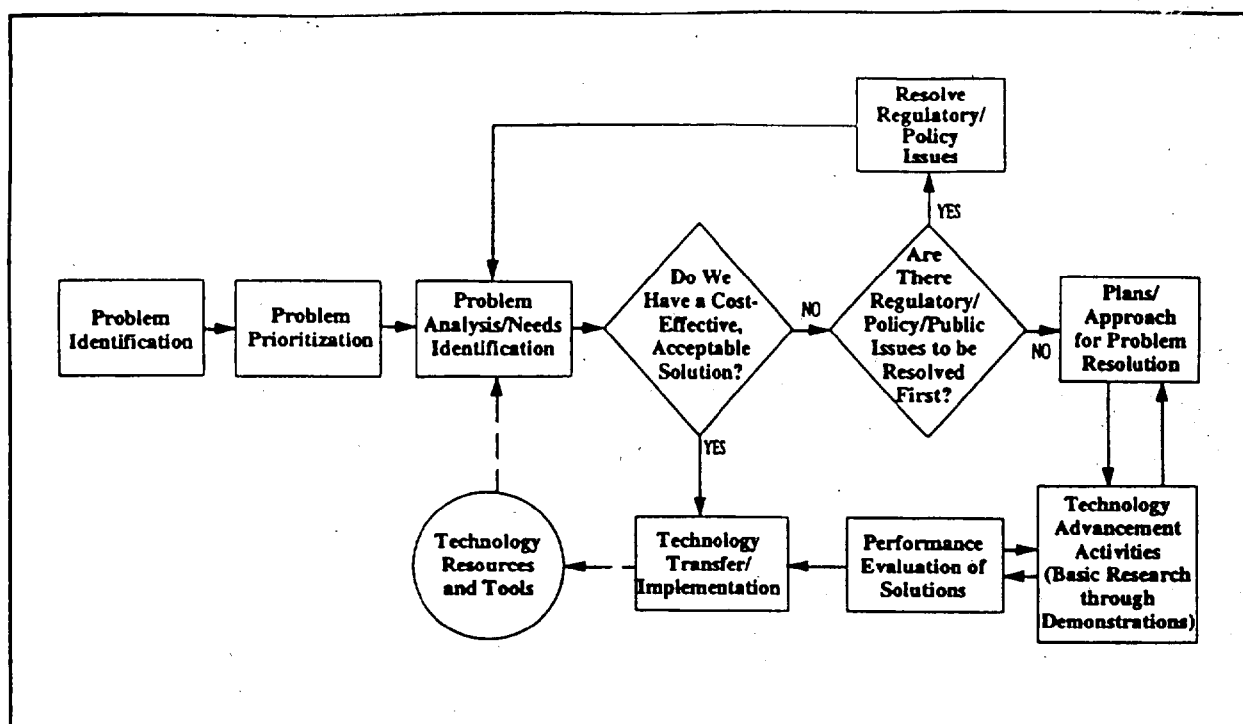 Resolve
Regulatory/
Policy
Issues
YES
Problem
Identification
Problem
Prioritization
Problem
Analysis/Needs
Identification
Do We
Have a Cost-
Effective,
Acceptable
Solution?
NO
Are
There
Regulatory/
Policy/Public
Issues to be
Resolved
First?
NO
Plans/
Approach
for Problem
Resolution
YES
Technology
Resources
and Tools
Technology
Transfer/
Implementation
Performance
Evaluation of
Solutions
Technology
Advancement
Activities
(Basic Research
through
Demonstrations)